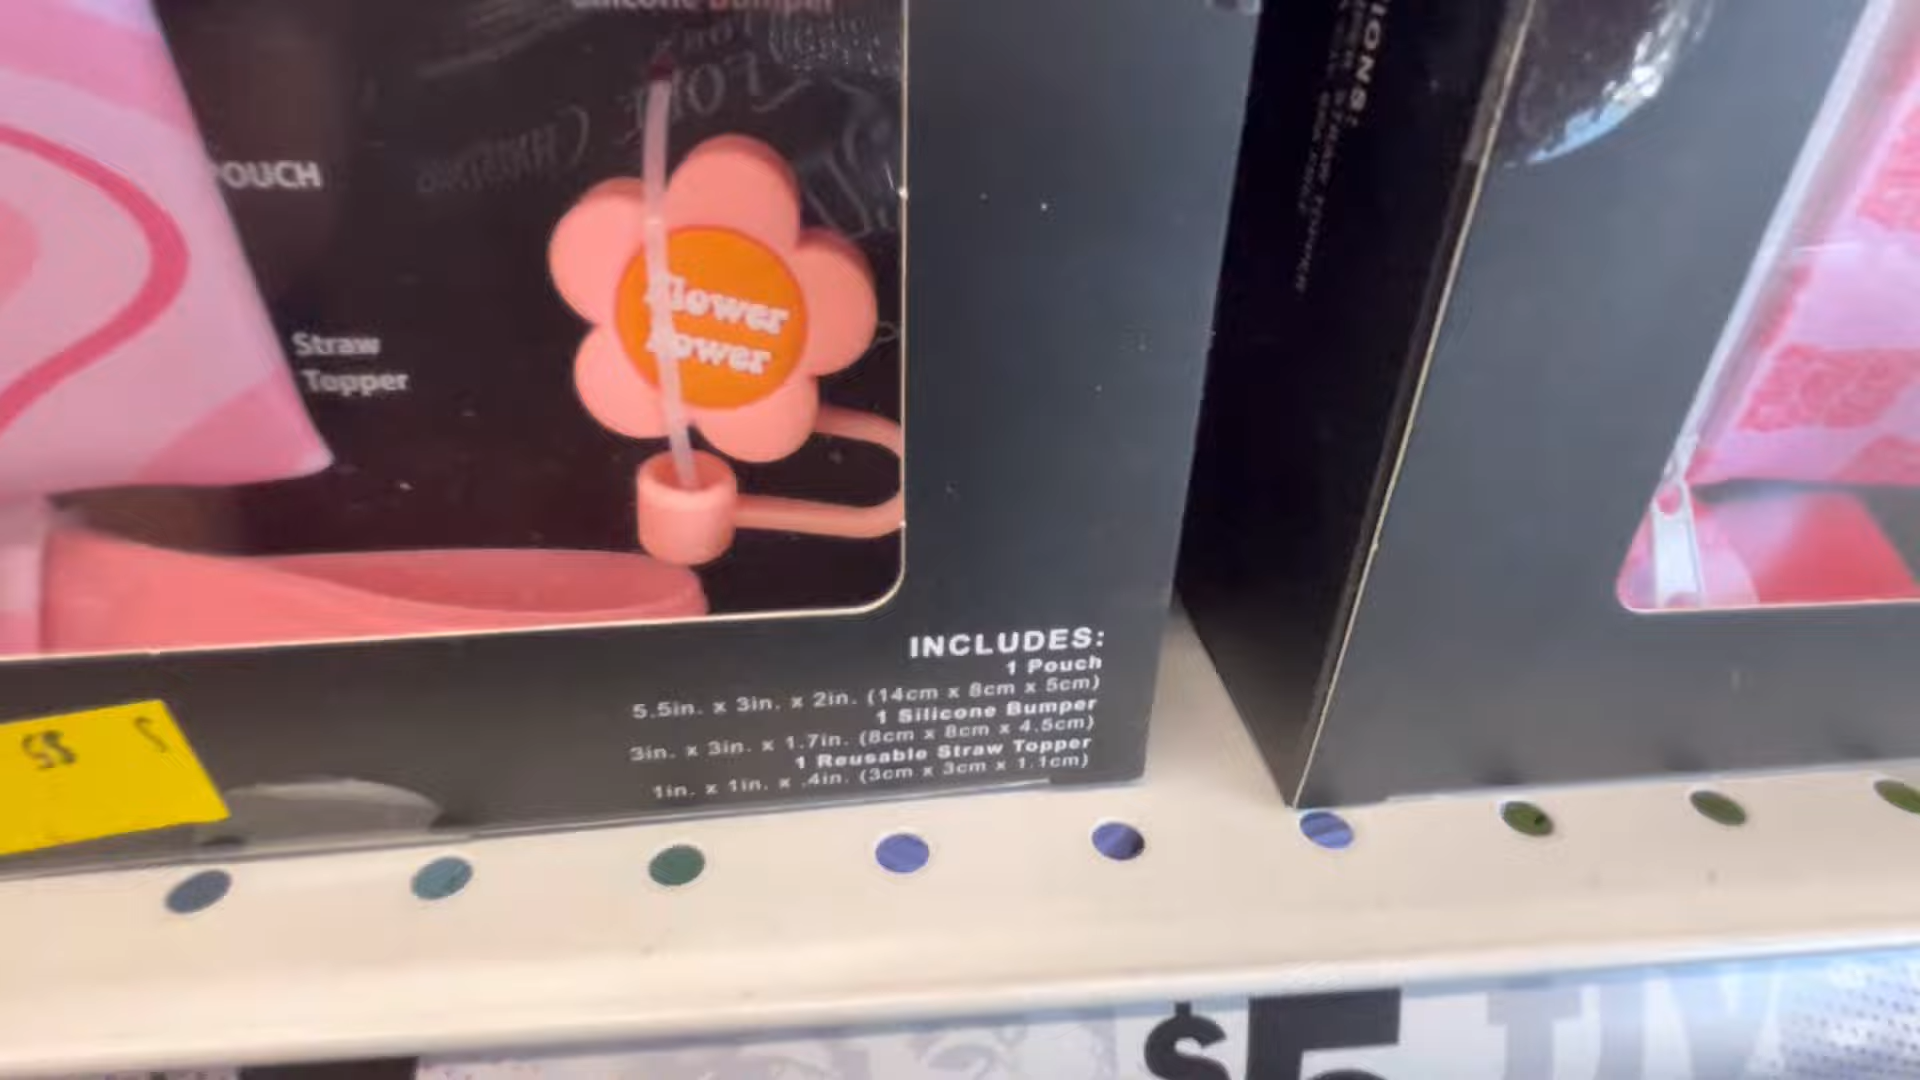 Silicone Bumper
POUCH
Straw
Topper
Flower
Power
INCLUDES:
1 Pouch
5.5in. x 3in. x 2in. (14cm x 8cm x 5cm)
1 Silicone Bumper
3in. x 3in. x 1.7in. (8cm x 8cm x 4.5cm)
1 Reusable Straw Topper
1in. x 1in. x .4in. (3cm x 3cm x 1.1cm)
$5